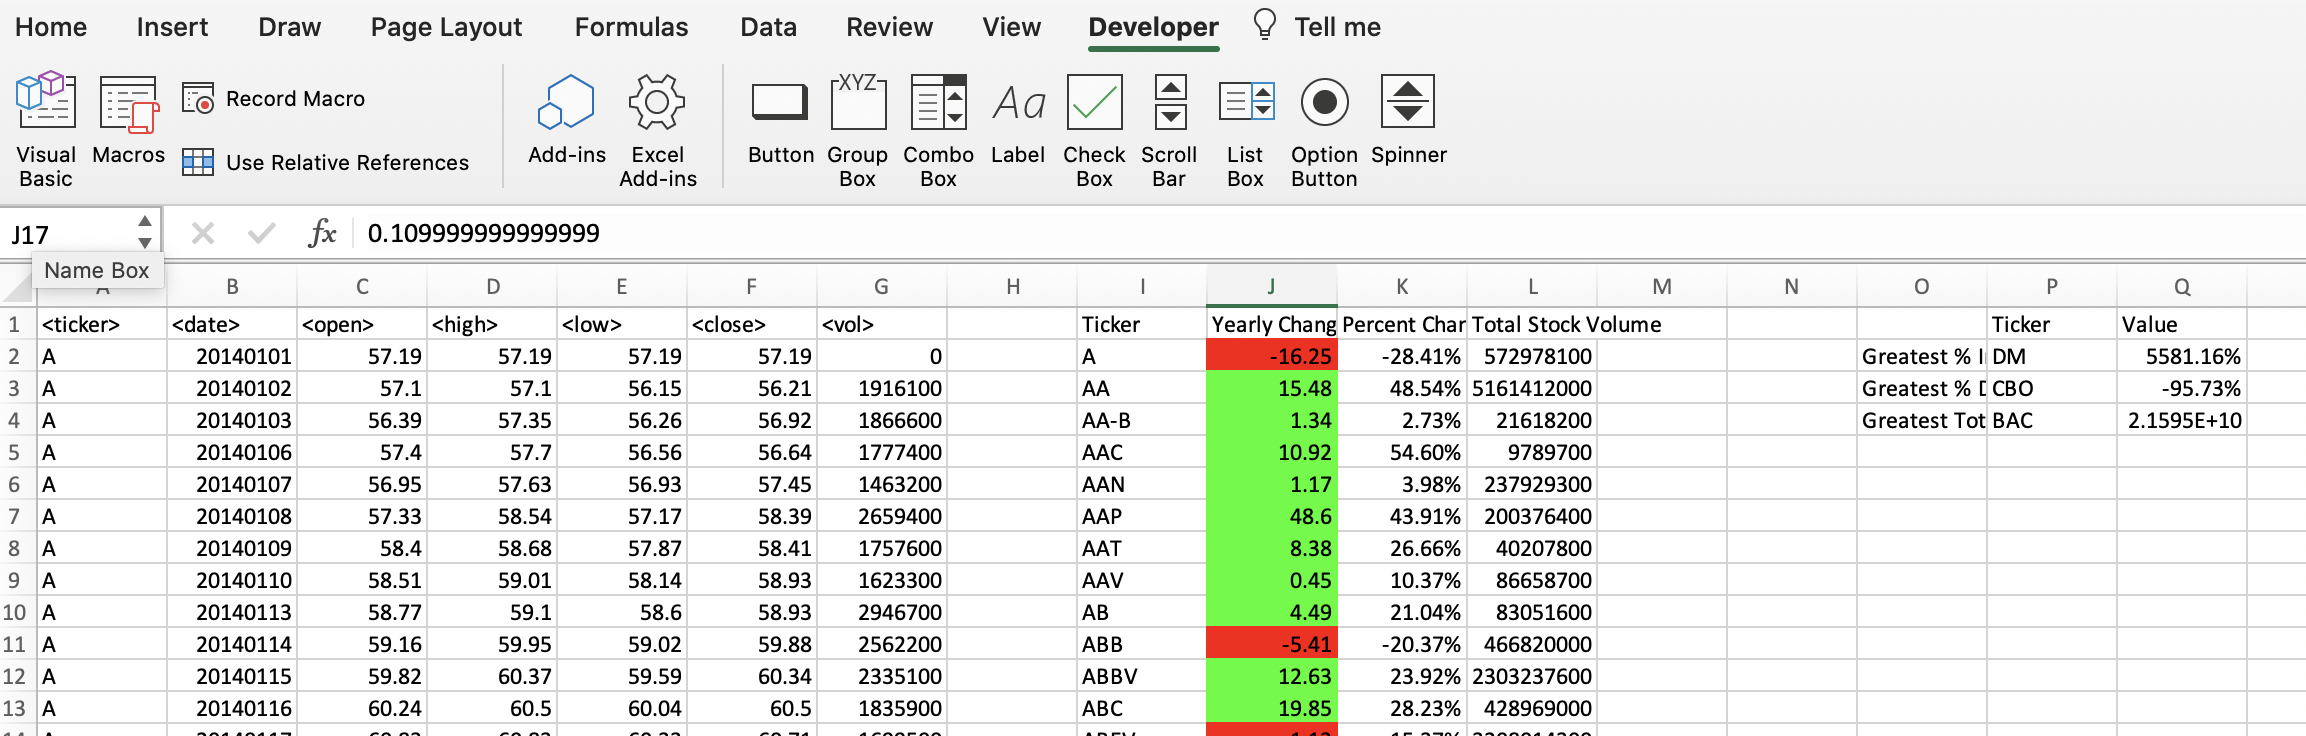 Home Insert Draw Page Layout Formulas Data Review View Developer Tell me
Visual Basic Macros Record Macro Use Relative References Add-ins Excel Add-ins Button XYZ Group Box Combo Box Aa Label Check Box Scroll Bar List Box Option Button Spinner
J17 fx 0.109999999999999
Name Box
A B C D E F G H I J K L M N O P Q
1 <ticker> <date> <open> <high> <low> <close> <vol> Ticker Yearly Chang Percent Char Total Stock Volume Ticker Value
2 A 20140101 57.19 57.19 57.19 57.19 0 A -16.25 -28.41% 572978100 Greatest % I DM 5581.16%
3 A 20140102 57.1 57.1 56.15 56.21 1916100 AA 15.48 48.54% 5161412000 Greatest % D CBO -95.73%
4 A 20140103 56.39 57.35 56.26 56.92 1866600 AA-B 1.34 2.73% 21618200 Greatest Tot BAC 2.1595E+10
5 A 20140106 57.4 57.7 56.56 56.64 1777400 AAC 10.92 54.60% 9789700
6 A 20140107 56.95 57.63 56.93 57.45 1463200 AAN 1.17 3.98% 237929300
7 A 20140108 57.33 58.54 57.17 58.39 2659400 AAP 48.6 43.91% 200376400
8 A 20140109 58.4 58.68 57.87 58.41 1757600 AAT 8.38 26.66% 40207800
9 A 20140110 58.51 59.01 58.14 58.93 1623300 AAV 0.45 10.37% 86658700
10 A 20140113 58.77 59.1 58.6 58.93 2946700 AB 4.49 21.04% 83051600
11 A 20140114 59.16 59.95 59.02 59.88 2562200 ABB -5.41 -20.37% 466820000
12 A 20140115 59.82 60.37 59.59 60.34 2335100 ABBV 12.63 23.92% 2303237600
13 A 20140116 60.24 60.5 60.04 60.5 1835900 ABC 19.85 28.23% 428969000